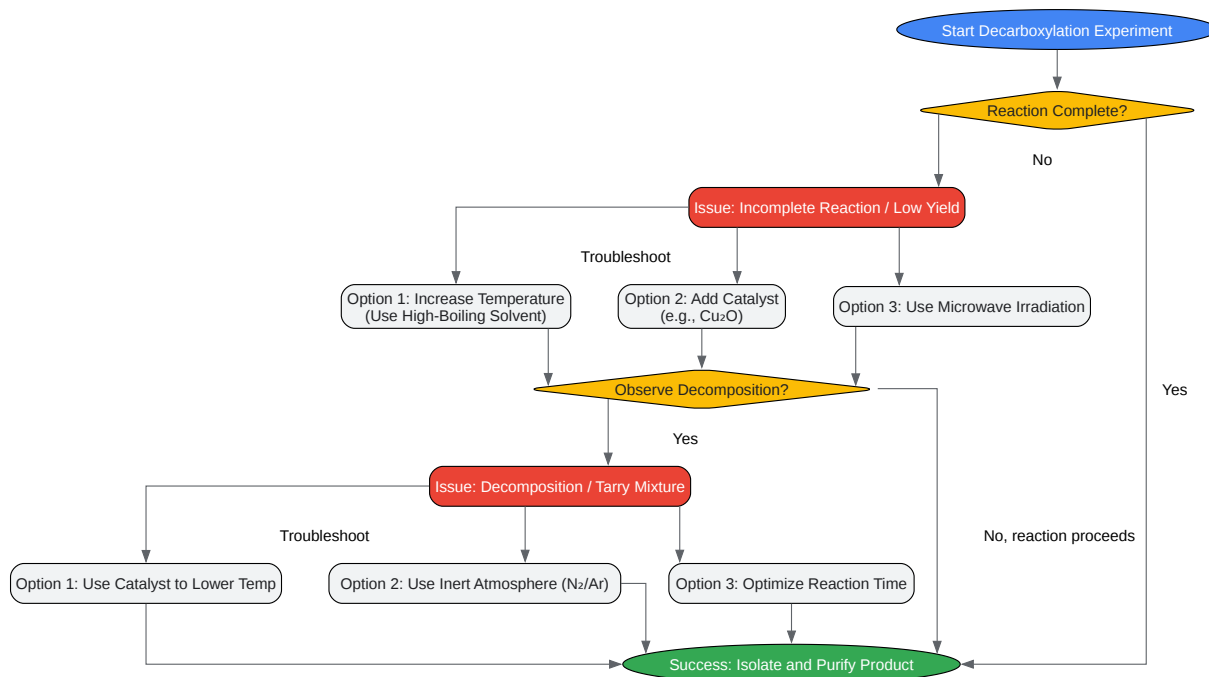 Start Decarboxylation Experiment
Reaction Complete?
No
Issue: Incomplete Reaction / Low Yield
Troubleshoot
Option 1: Increase Temperature
(Use High-Boiling Solvent)
Option 2: Add Catalyst
(e.g., Cu₂O)
Option 3: Use Microwave Irradiation
Observe Decomposition?
Yes
Yes
Issue: Decomposition / Tarry Mixture
Troubleshoot
No, reaction proceeds
Option 1: Use Catalyst to Lower Temp
Option 2: Use Inert Atmosphere (N₂/Ar)
Option 3: Optimize Reaction Time
Success: Isolate and Purify Product